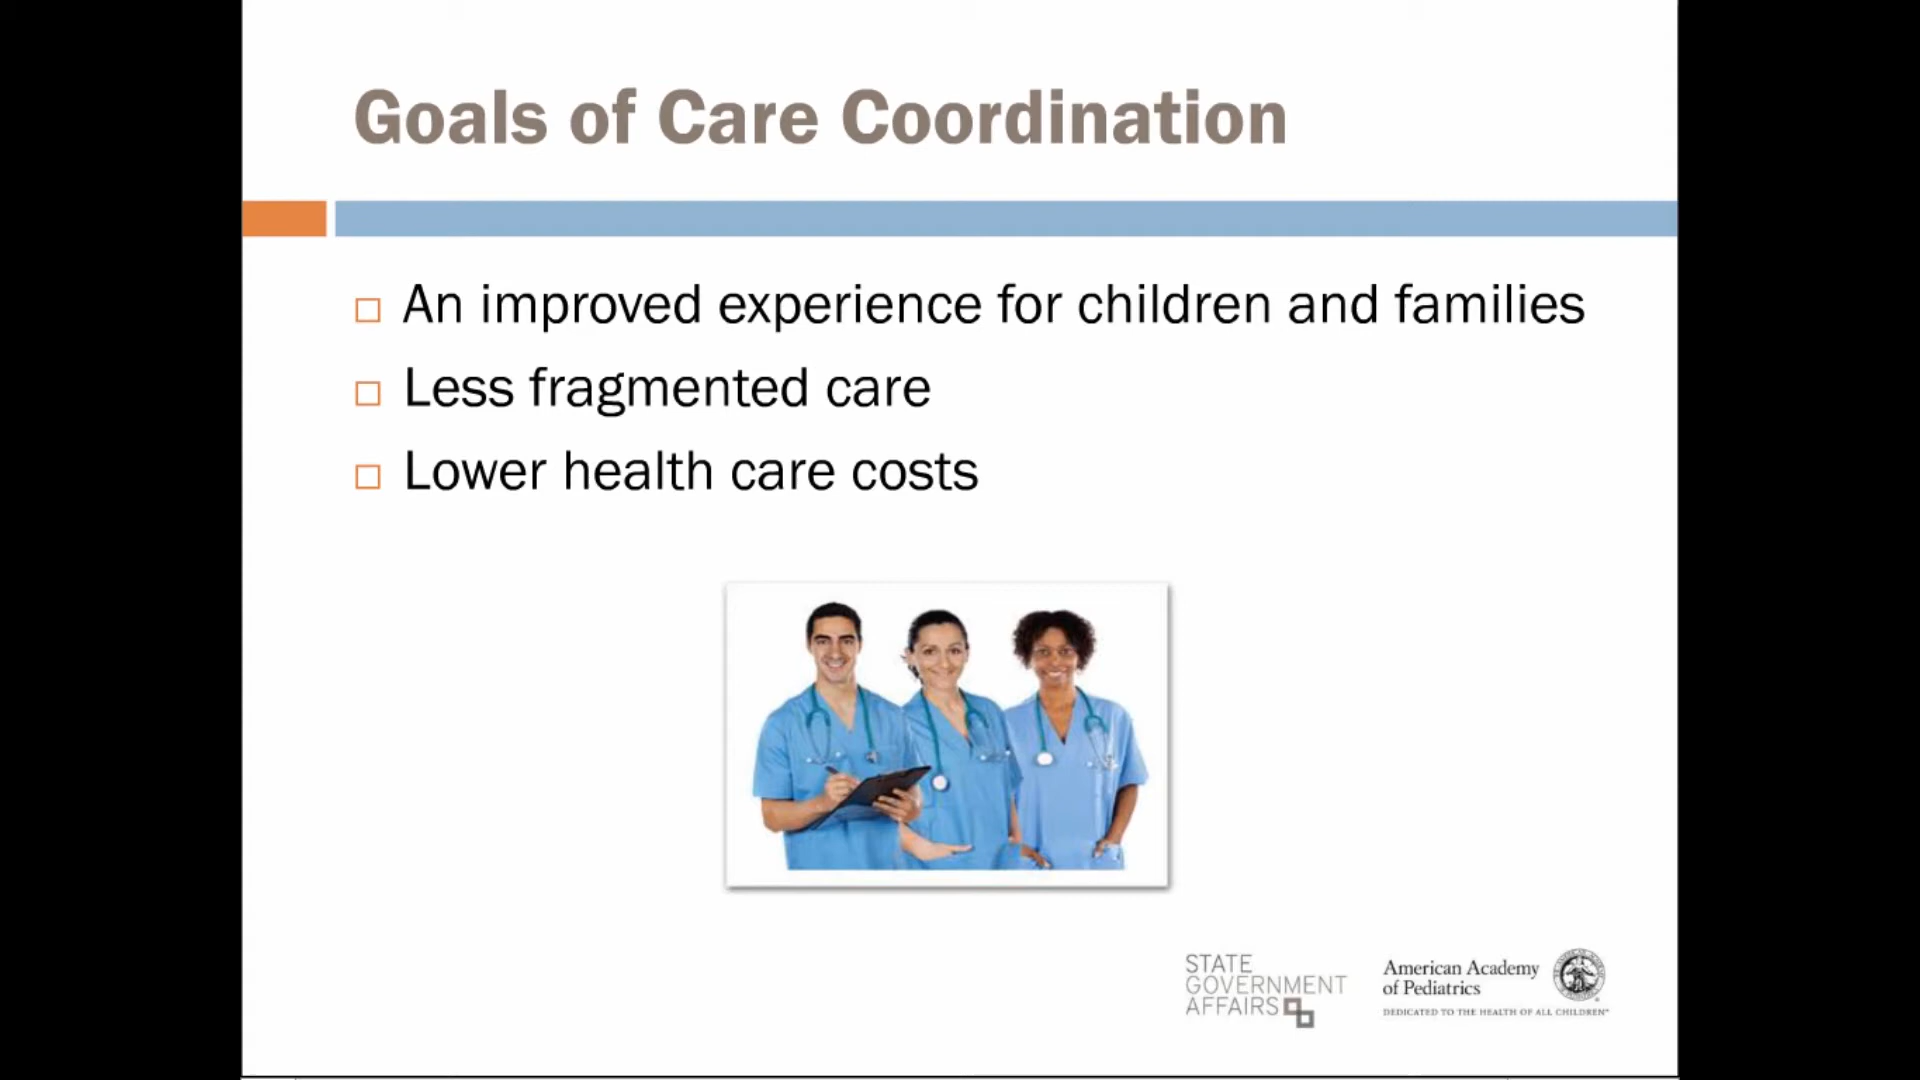 Goals of Care Coordination
An improved experience for children and families
Less fragmented care
Lower health care costs
STATE
GOVERNMENT
AFFAIRS
American Academy
of Pediatrics
DEDICATED TO THE HEALTH OF ALL CHILDREN®